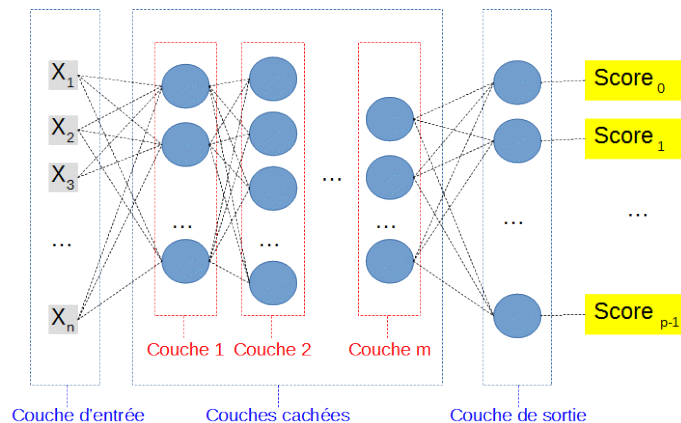 X1
X2
X3
...
Xn
...
...
...
...
...
Score 0
Score 1
...
Score p-1
Couche 1
Couche 2
Couche m
Couche d'entrée
Couches cachées
Couche de sortie